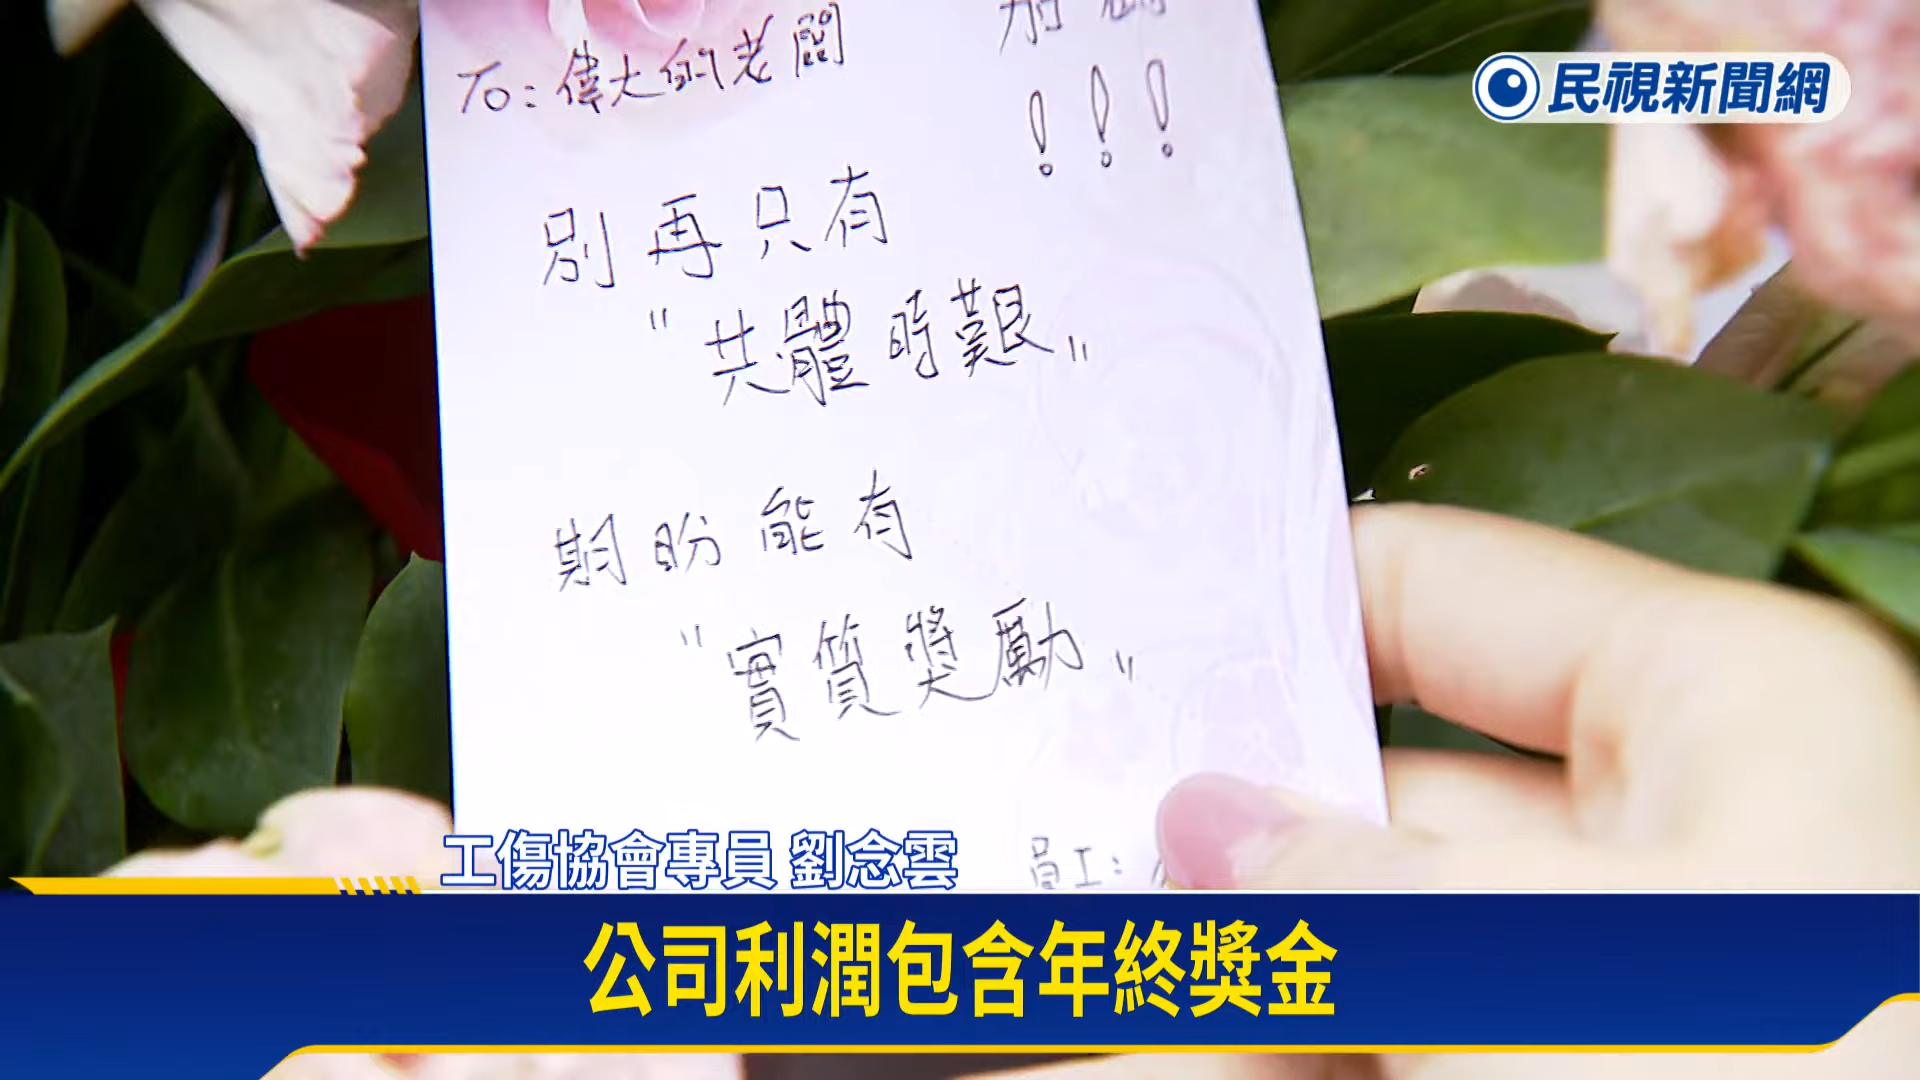 民視新聞網
To：偉大的老闆
!!!
別再只有
"共體時艱"
期盼能有
"實質獎勵"
員工：
工傷協會專員 劉念雲
公司利潤包含年終獎金